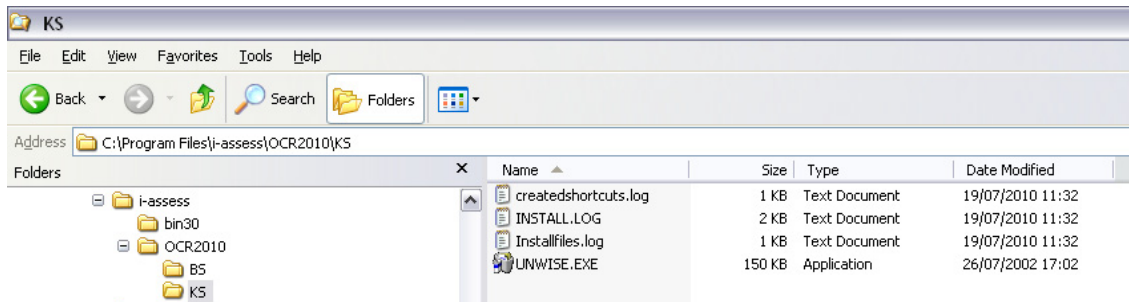 KS
File Edit View Favorites Tools Help
Back Search Folders
Address C:\Program Files\i-assess\OCR2010\KS
Folders x Name Size Type Date Modified
i-assess
bin30
OCR2010
BS
KS
createdshortcuts.log 1 KB Text Document 19/07/2010 11:32
INSTALL.LOG 2 KB Text Document 19/07/2010 11:32
Installfiles.log 1 KB Text Document 19/07/2010 11:32
UNWISE.EXE 150 KB Application 26/07/2002 17:02